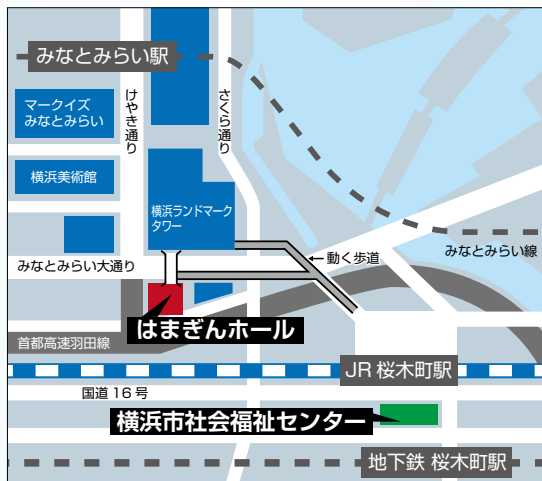 みなとみらい駅
マークイズ
みなとみらい
けやき通り
さくら通り
横浜美術館
横浜ランドマーク
タワー
みなとみらい大通り
←動く歩道
みなとみらい線
はまぎんホール
首都高速羽田線
JR 桜木町駅
国道 16 号
横浜市社会福祉センター
地下鉄 桜木町駅